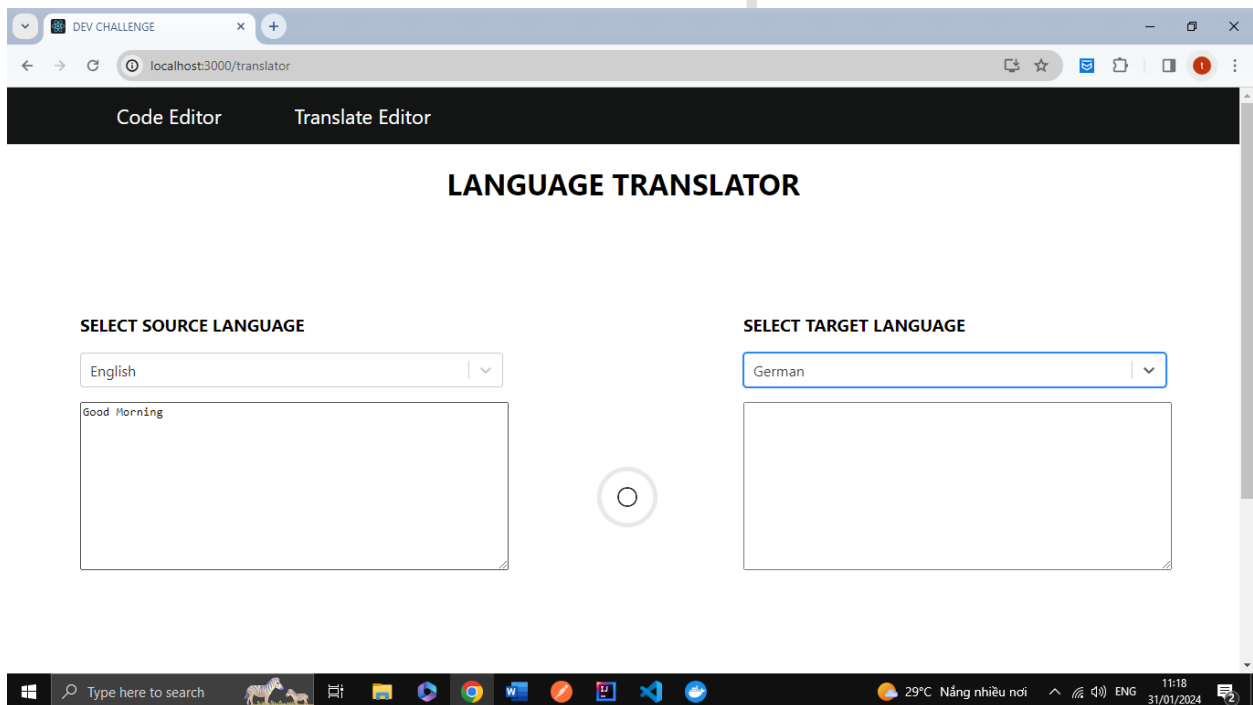 DEV CHALLENGE
localhost:3000/translator
t
Code Editor Translate Editor
LANGUAGE TRANSLATOR
SELECT SOURCE LANGUAGE
English
Good Morning
SELECT TARGET LANGUAGE
German
Type here to search
29°C Nắng nhiều nơi
ENG
11:18
31/01/2024
2